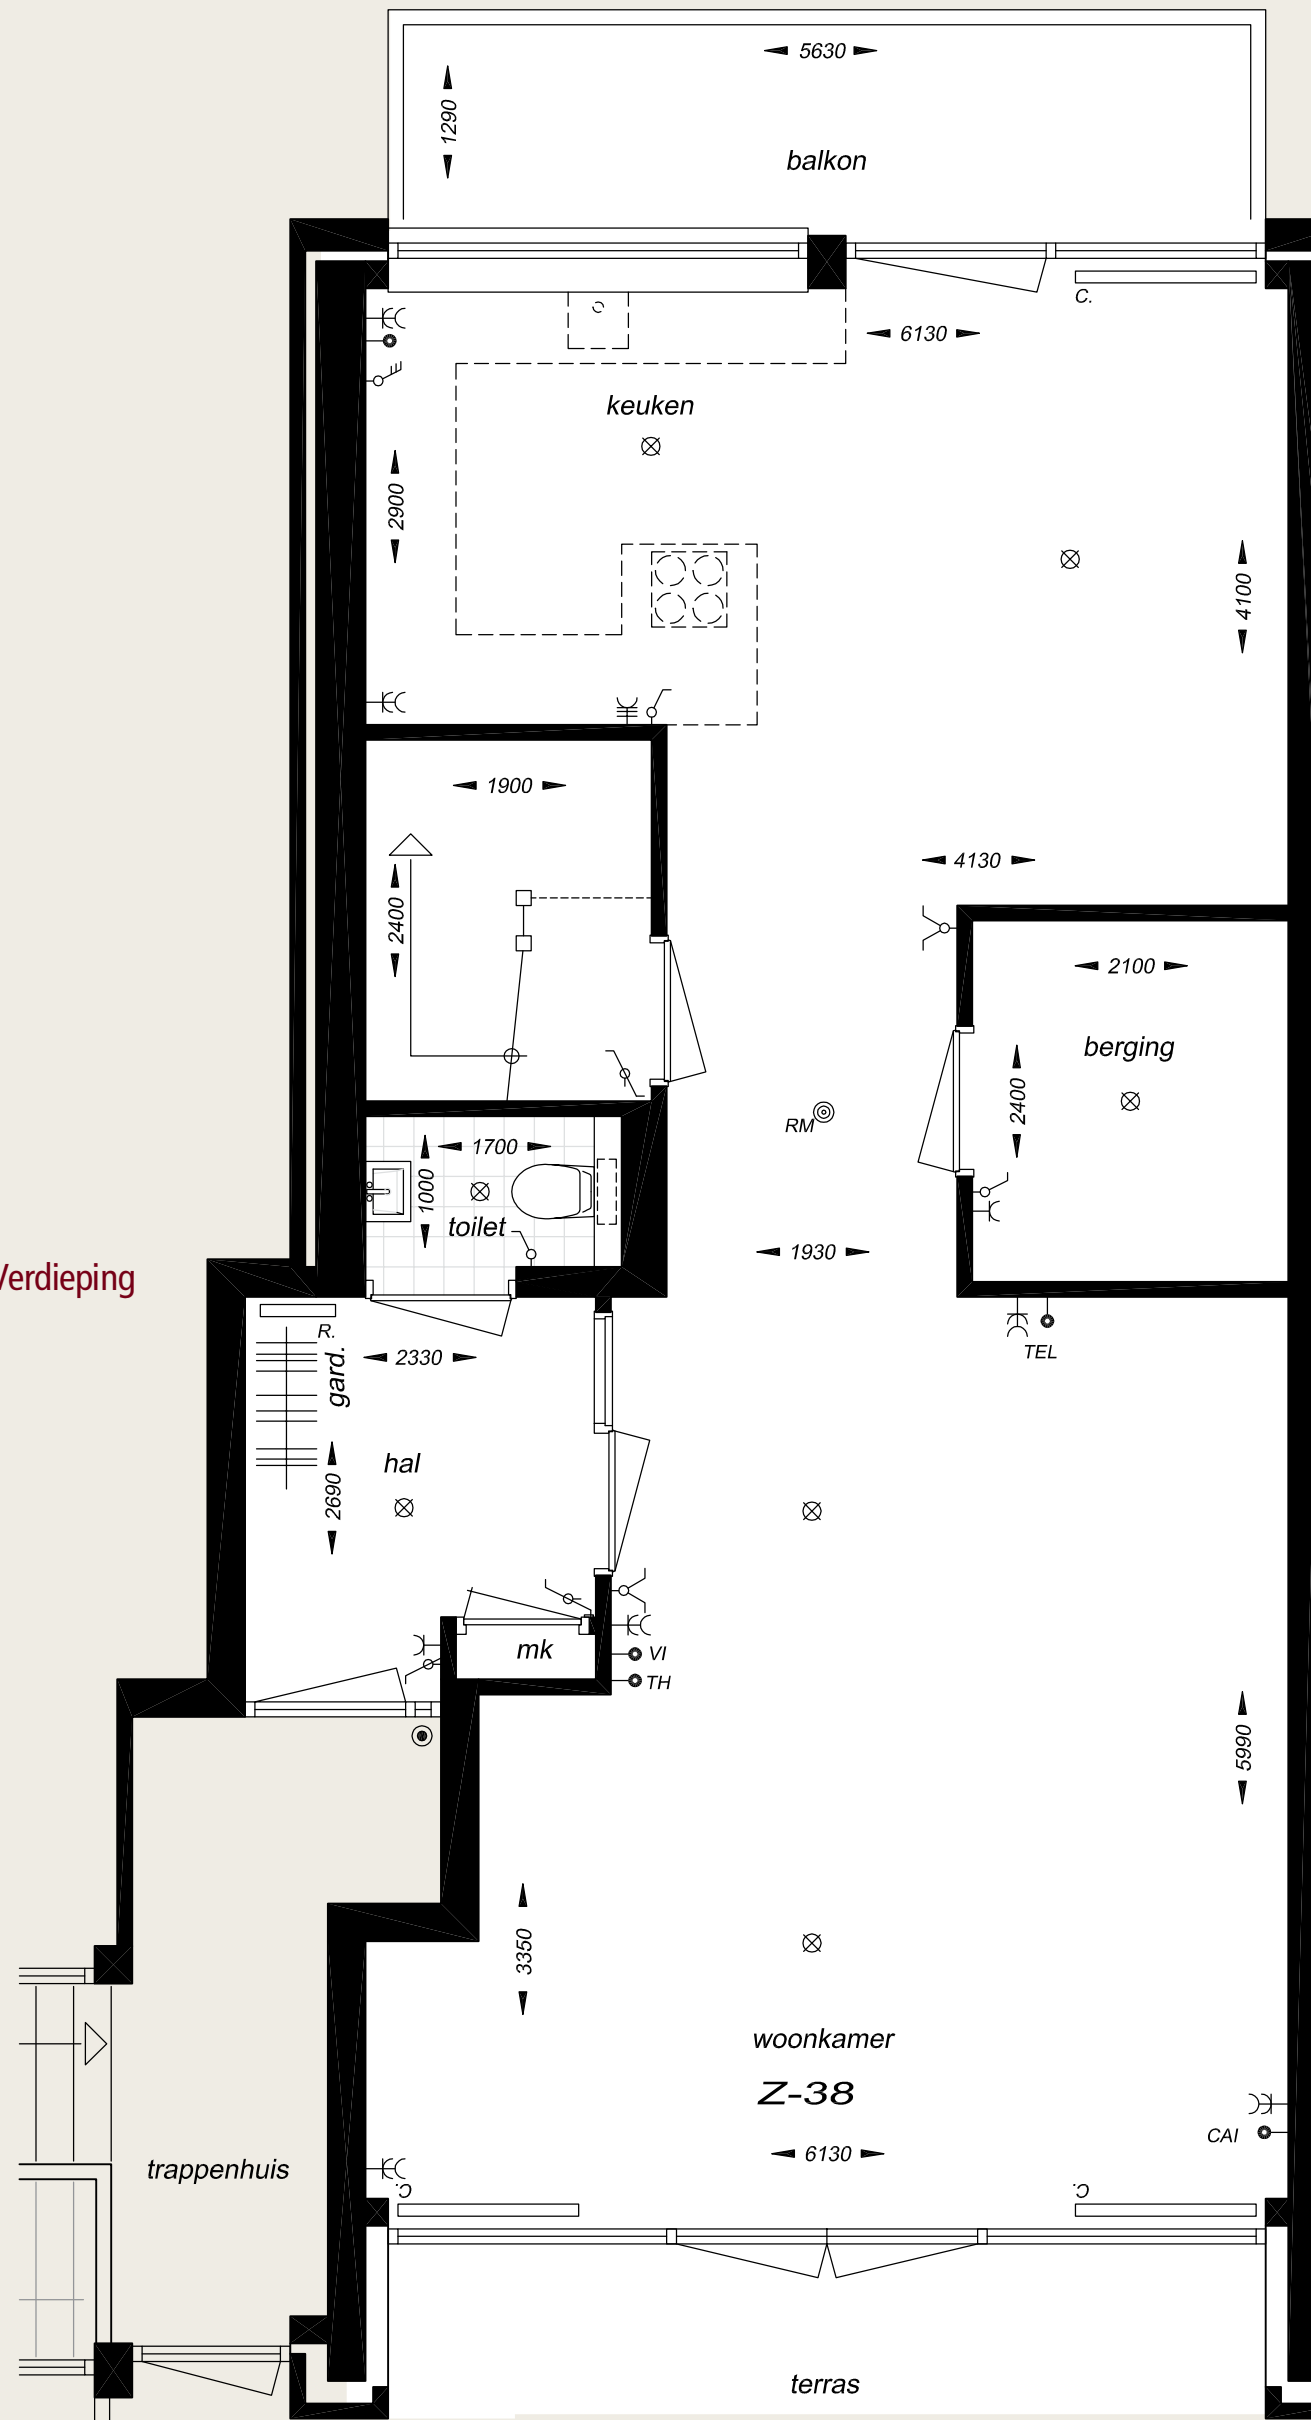 5630
1290
balkon
C.
6130
keuken
2900
4100
1900
4130
2400
2100
berging
2400
RM
1700
1000
toilet
1930
Verdieping
R.
gard.
2330
TEL
hal
2690
mk
VI
TH
5990
3350
woonkamer
Z-38
CAI
6130
trappenhuis
C.
C.
terras